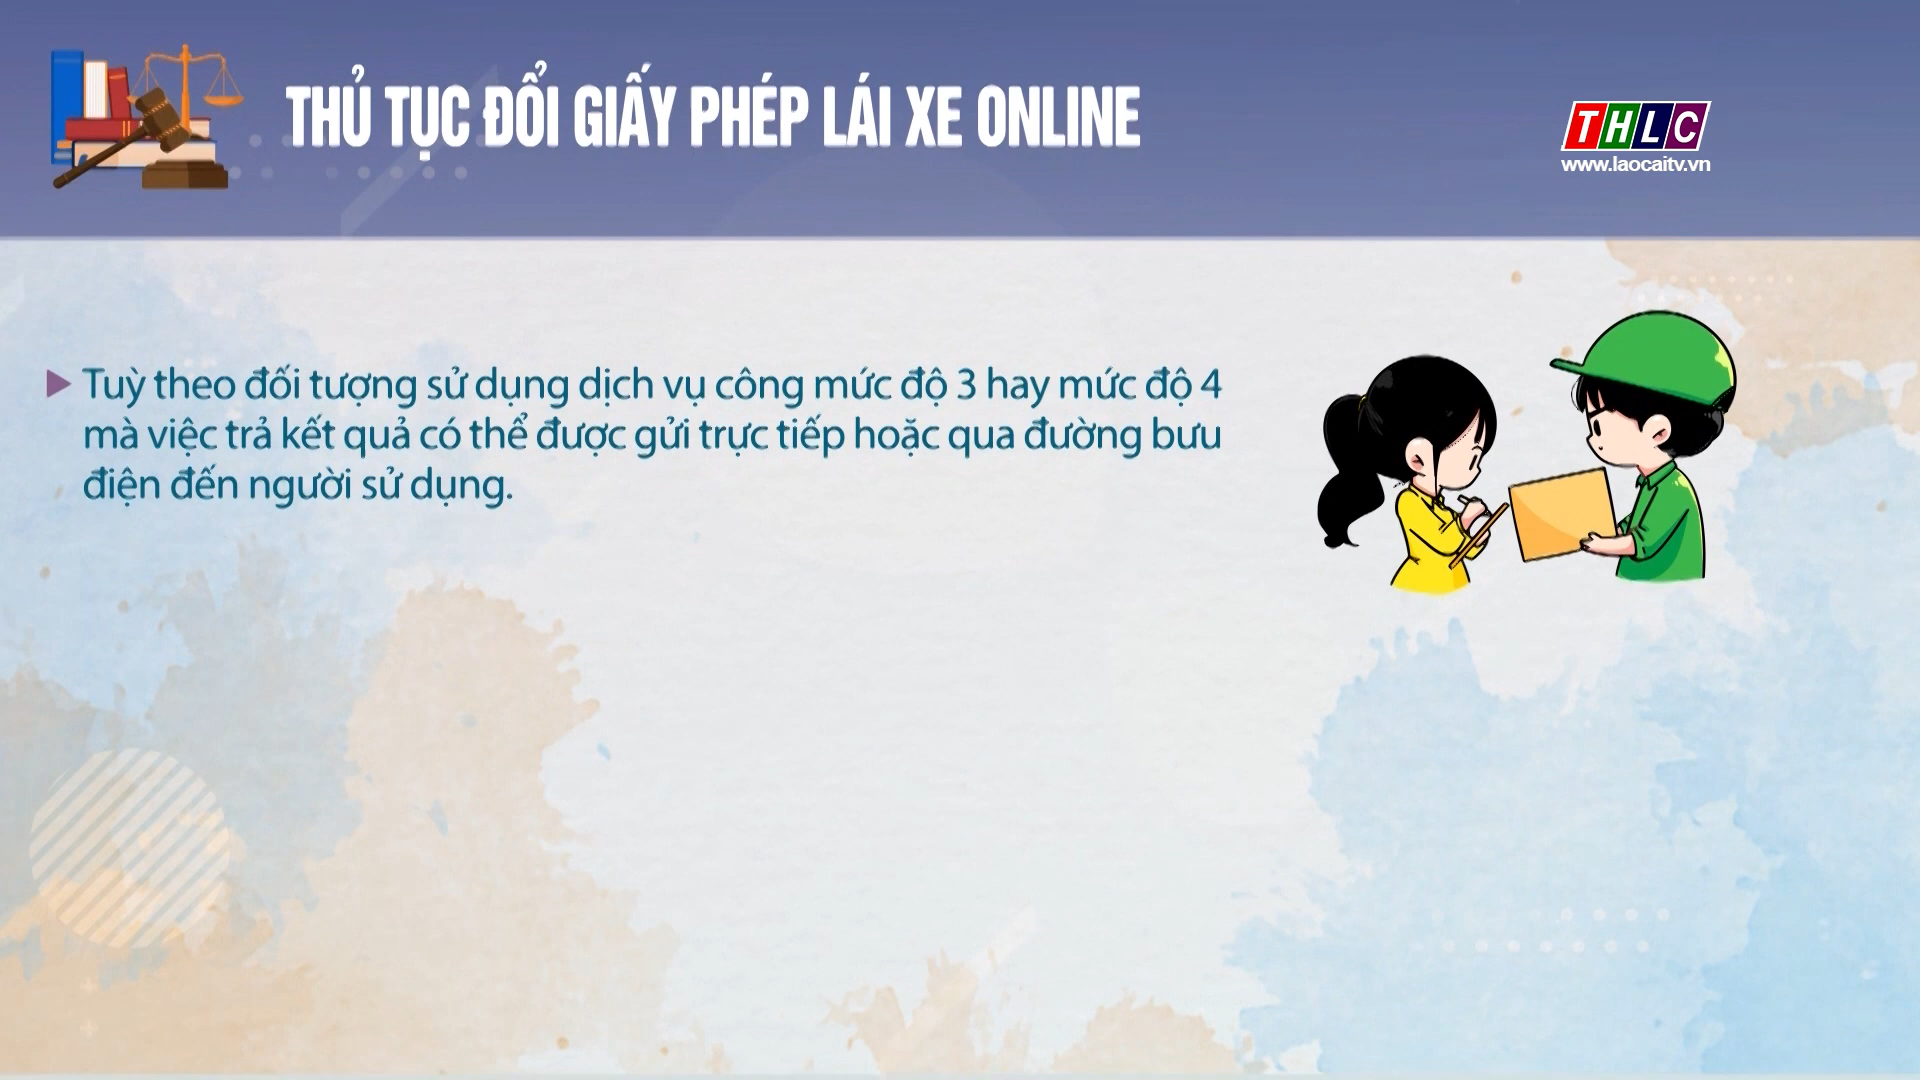 THỦ TỤC ĐỔI GIẤY PHÉP LÁI XE ONLINE
THLC
www.laocaitv.vn
Tuỳ theo đối tượng sử dụng dịch vụ công mức độ 3 hay mức độ 4
mà việc trả kết quả có thể được gửi trực tiếp hoặc qua đường bưu
điện đến người sử dụng.